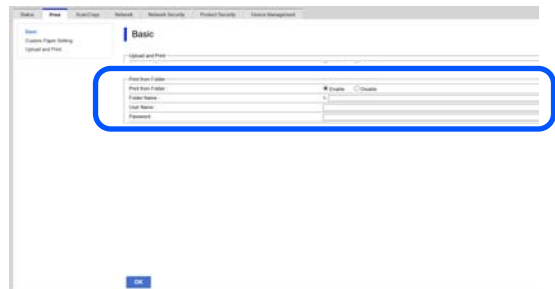 Status Print Scan/Copy Network Network Security Product Security Device Management
Basic
Custom Paper Setting
Upload and Print
Basic
Upload and Print
Print from Folder
Print from Folder Enable Disable
Folder Name \\
User Name
Password
OK